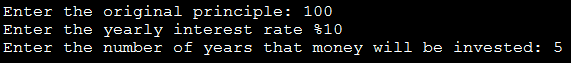 Enter the original principle: 100
Enter the yearly interest rate %10
Enter the number of years that money will be invested: 5